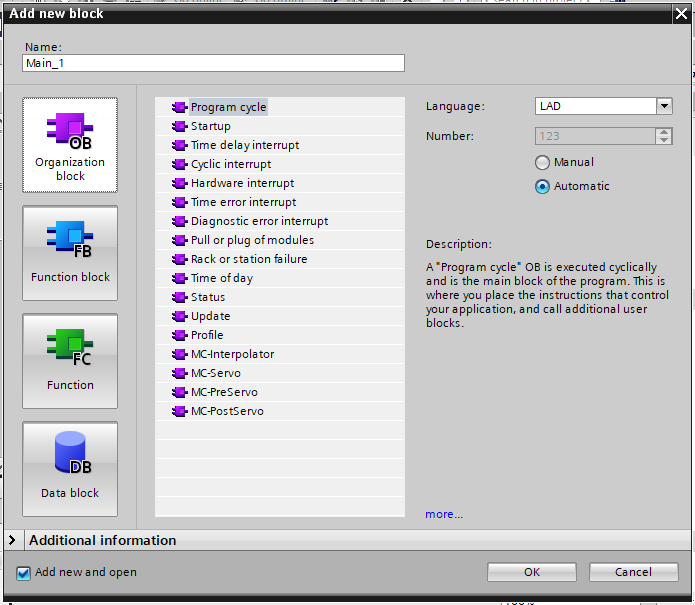 Add new block
Name:
Main_1
OB
Organization
block
FB
Function block
FC
Function
DB
Data block
Program cycle
Startup
Time delay interrupt
Cyclic interrupt
Hardware interrupt
Time error interrupt
Diagnostic error interrupt
Pull or plug of modules
Rack or station failure
Time of day
Status
Update
Profile
MC-Interpolator
MC-Servo
MC-PreServo
MC-PostServo
Language:
LAD
Number:
123
Manual
Automatic
Description:
A "Program cycle" OB is executed cyclically
and is the main block of the program. This is
where you place the instructions that control
your application, and call additional user
blocks.
more...
Additional information
Add new and open
OK
Cancel